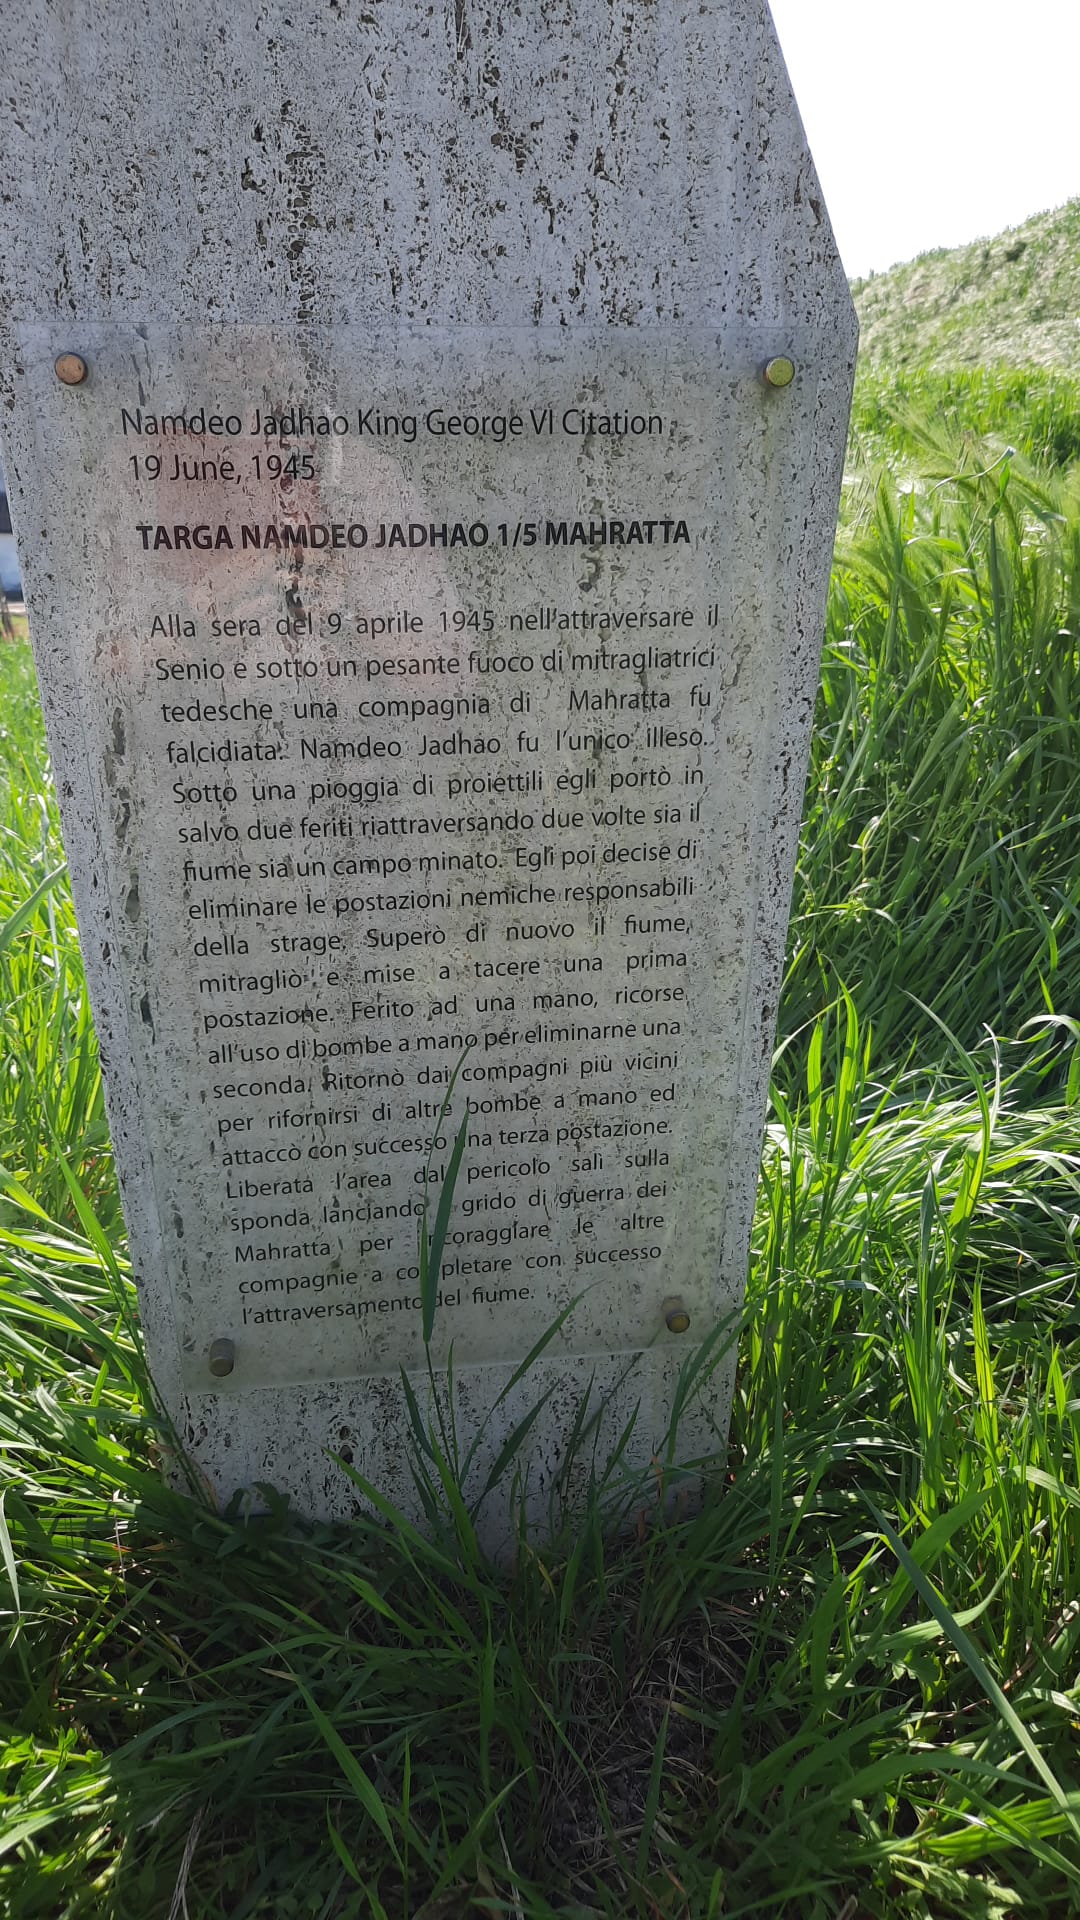 Namdeo Jadhao King George VI Citation
19 June, 1945
TARGA NAMDEO JADHAO 1/5 MAHRATTA
Alla sera del 9 aprile 1945 nell'attraversare il
Senio e sotto un pesante fuoco di mitragliatrici
tedesche una compagnia di Mahratta fu
falcidiata. Namdeo Jadhao fu l'unico illeso.
Sotto una pioggia di proiettili egli portò in
salvo due feriti riattraversando due volte sia il
fiume sia un campo minato. Egli poi decise di
eliminare le postazioni nemiche responsabili
della strage. Superò di nuovo il fiume,
mitragliò e mise a tacere una prima
postazione. Ferito ad una mano, ricorse
all'uso di bombe a mano per eliminarne una
seconda. Ritornò dai compagni più vicini
per rifornirsi di altre bombe a mano ed
attaccò con successo una terza postazione.
Liberata l'area dal pericolo salì sulla
sponda lanciando grido di guerra dei
Mahratta per le altre
compagnie a completare con successo
l'attraversamento del fiume.